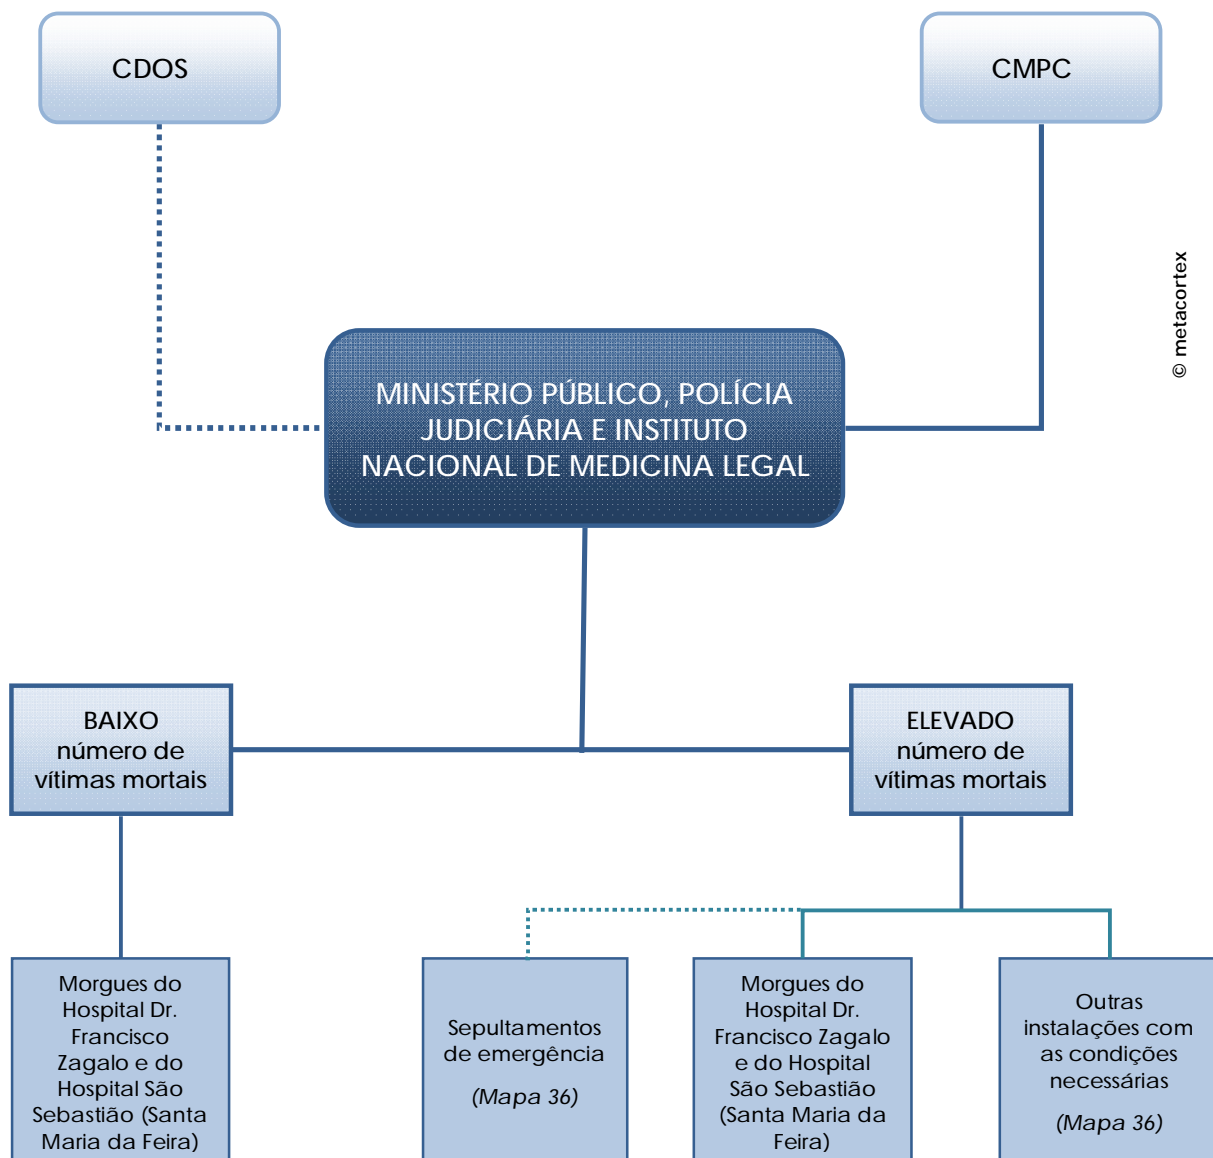 CDOS
CMPC
© metacortex
MINISTÉRIO PÚBLICO, POLÍCIA
JUDICIÁRIA E INSTITUTO
NACIONAL DE MEDICINA LEGAL
BAIXO
número de
vítimas mortais
ELEVADO
número de
vítimas mortais
Morgues do
Hospital Dr.
Francisco
Zagalo e do
Hospital São
Sebastião (Santa
Maria da Feira)
Sepultamentos
de emergência
(Mapa 36)
Morgues do
Hospital Dr.
Francisco Zagalo
e do Hospital
São Sebastião
(Santa Maria da
Feira)
Outras
instalações com
as condições
necessárias
(Mapa 36)